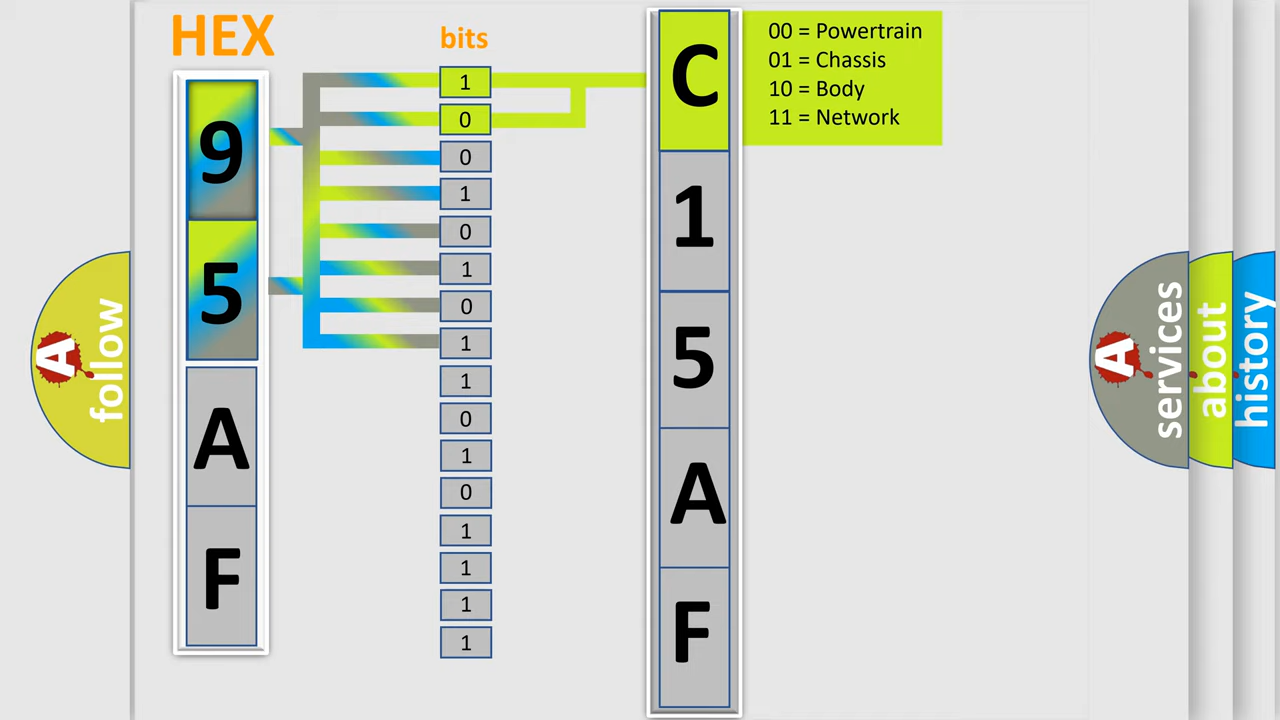 HEX
bits
9
5
A
F
1
0
0
1
0
1
0
1
1
0
1
0
1
1
1
1
C
1
5
A
F
00 = Powertrain
01 = Chassis
10 = Body
11 = Network
A
follow
A
services
about
history